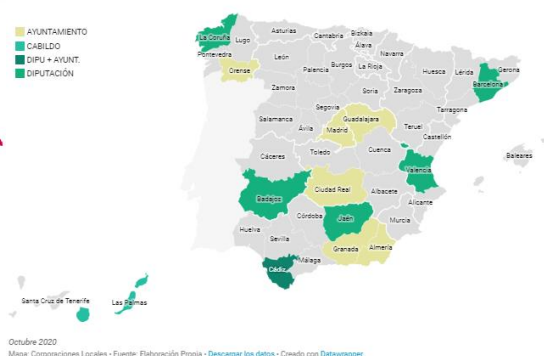 AYUNTAMIENTO
CABILDO
DIPU + AYUNT.
DIPUTACIÓN
La Coruña
Lugo
Asturias
Cantabria
Bizkaia
Álava
Navarra
Pontevedra
Orense
León
Palencia
Burgos
La Rioja
Huesca
Lérida
Gerona
Barcelona
Zamora
Soria
Zaragoza
Tarragona
Segovia
Guadalajara
Salamanca
Ávila
Madrid
Teruel
Castellón
Cáceres
Toledo
Cuenca
Valencia
Baleares
Badajos
Ciudad Real
Albacete
Alicante
Córdoba
Jaén
Murcia
Huelva
Sevilla
Granada
Almería
Cádiz
Málaga
Santa Cruz de Tenerife
Las Palmas
Octubre 2020
Mapa: Corporaciones Locales · Fuente: Elaboración Propia · Descargar los datos · Creado con Datawrapper